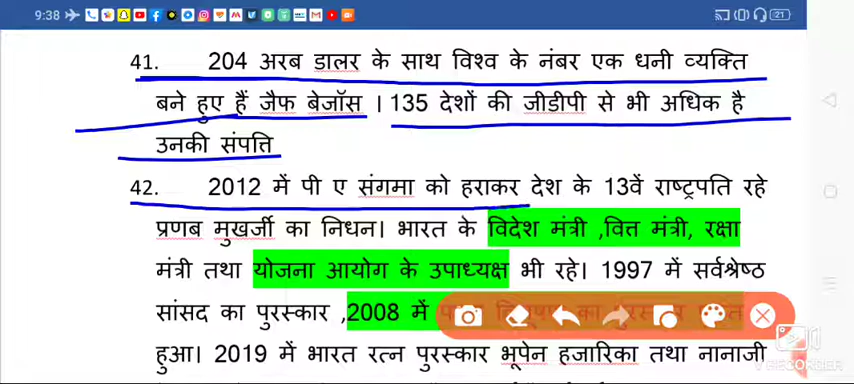 9:38
21
41. 204 अरब डालर के साथ विश्व के नंबर एक धनी व्यक्ति
बने हुए हैं जैफ बेजॉस । 135 देशों की जीडीपी से भी अधिक है
उनकी संपत्ति
42. 2012 में पी ए संगमा को हराकर देश के 13वें राष्ट्रपति रहे
प्रणब मुखर्जी का निधन। भारत के विदेश मंत्री ,वित्त मंत्री, रक्षा
मंत्री तथा योजना आयोग के उपाध्यक्ष भी रहे। 1997 में सर्वश्रेष्ठ
सांसद का पुरस्कार ,2008 में
हुआ। 2019 में भारत रत्न पुरस्कार भूपेन हजारिका तथा नानाजी
VEERECORDER